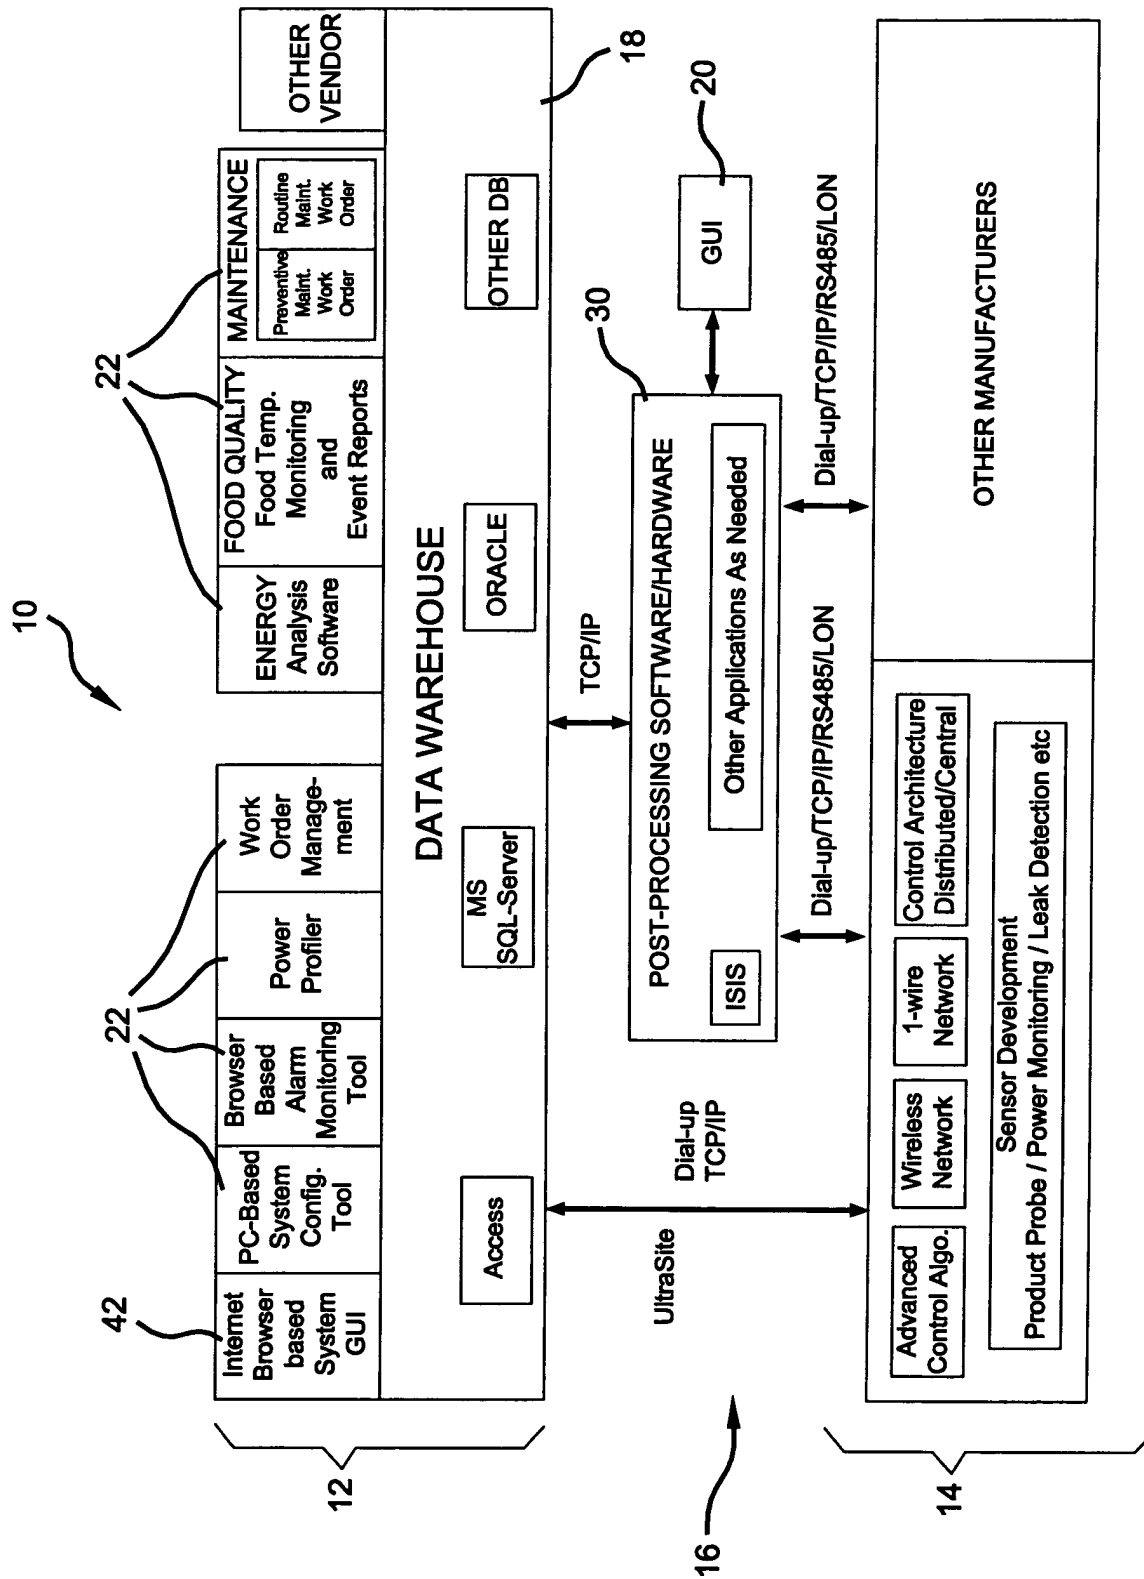 10
42
22
22
Internet
Browser
based
System
GUI
PC-Based
System
Config.
Tool
Browser
Based
Alarm
Monitoring
Tool
Power
Profiler
Work
Order
Manage-
ment
ENERGY
Analysis
Software
FOOD QUALITY
Food Temp.
Monitoring
and
Event Reports
MAINTENANCE
Preventive
Maint.
Work
Order
Routine
Maint.
Work
Order
OTHER
VENDOR
12
DATA WAREHOUSE
Access
MS
SQL-Server
ORACLE
OTHER DB
18
UltraSite
Dial-up
TCP/IP
TCP/IP
30
POST-PROCESSING SOFTWARE/HARDWARE
ISIS
Other Applications As Needed
GUI
20
16
Dial-up/TCP/IP/RS485/LON
Dial-up/TCP/IP/RS485/LON
14
Advanced
Control Algo.
Wireless
Network
1-wire
Network
Control Architecture
Distributed/Central
Sensor Development
Product Probe / Power Monitoring / Leak Detection etc
OTHER MANUFACTURERS